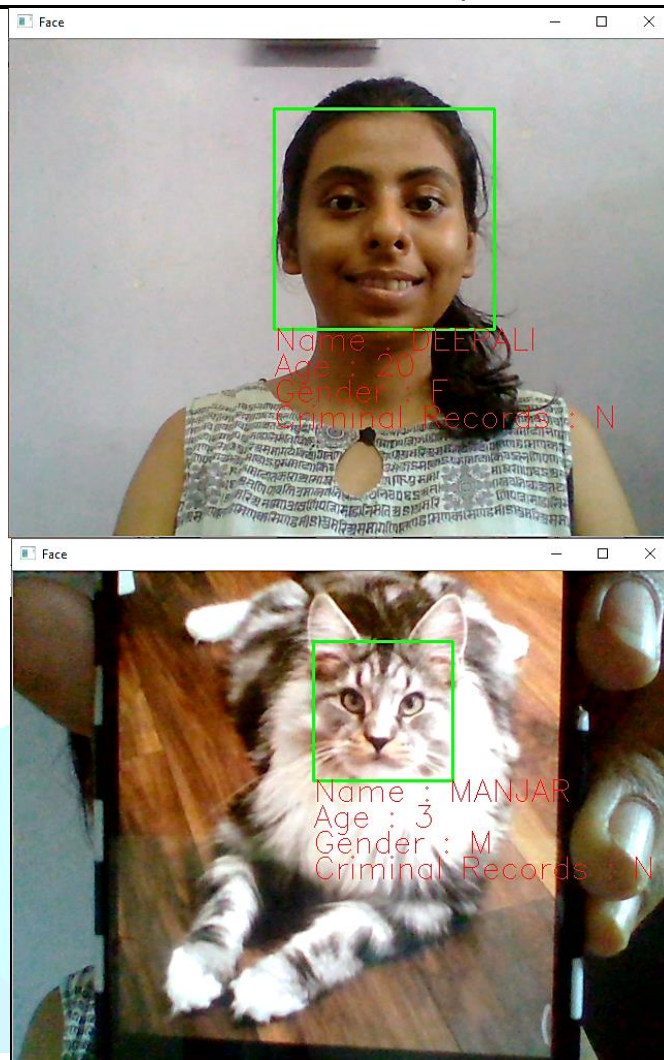 Face
Name : DEEPALI
Age : 20
Gender : F
Criminal Records : N
Face
Name : MANJAR
Age : 3
Gender : M
Criminal Records : N